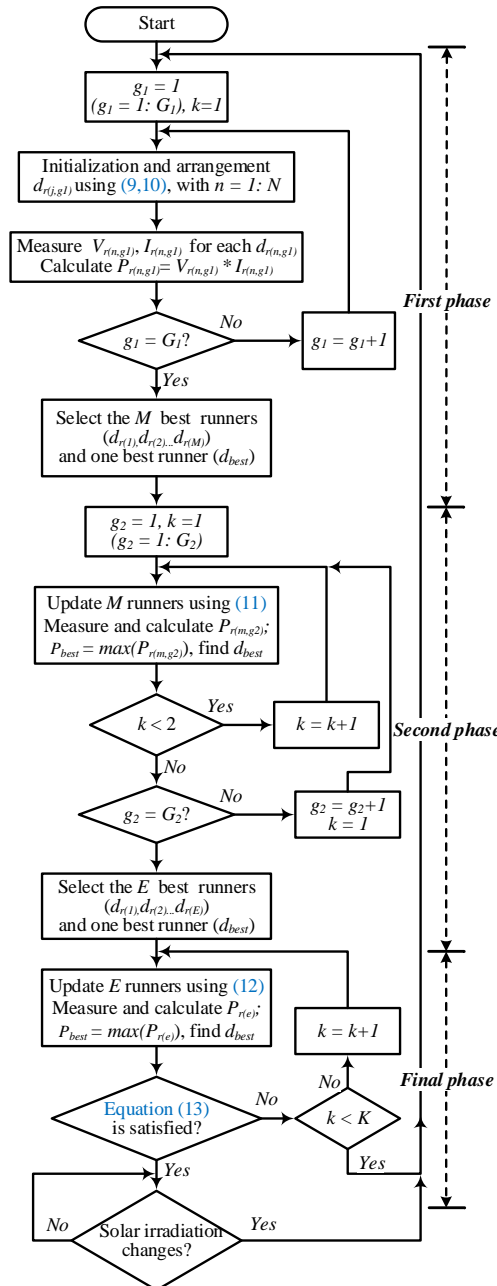 Start
g1 = 1
(g1 = 1: G1), k=1
Initialization and arrangement
dr(j,g1) using (9,10), with n = 1: N
Measure Vr(n,g1), Ir(n,g1) for each dr(n,g1)
Calculate Pr(n,g1)= Vr(n,g1) * Ir(n,g1)
First phase
g1 = G1?
No
g1 = g1+1
Yes
Select the M best runners
(dr(1),dr(2)...dr(M))
and one best runner (dbest)
g2 = 1, k =1
(g2 = 1: G2)
Update M runners using (11)
Measure and calculate Pr(m,g2);
Pbest = max(Pr(m,g2)), find dbest
k < 2
Yes
k = k+1
Second phase
No
g2 = G2?
No
g2 = g2+1
k = 1
Yes
Select the E best runners
(dr(1),dr(2)...dr(E))
and one best runner (dbest)
Update E runners using (12)
Measure and calculate Pr(e);
Pbest = max(Pr(e)), find dbest
k = k+1
Final phase
No
Equation (13)
is satisfied?
No
k < K
Yes
Yes
No
Solar irradiation
changes?
Yes